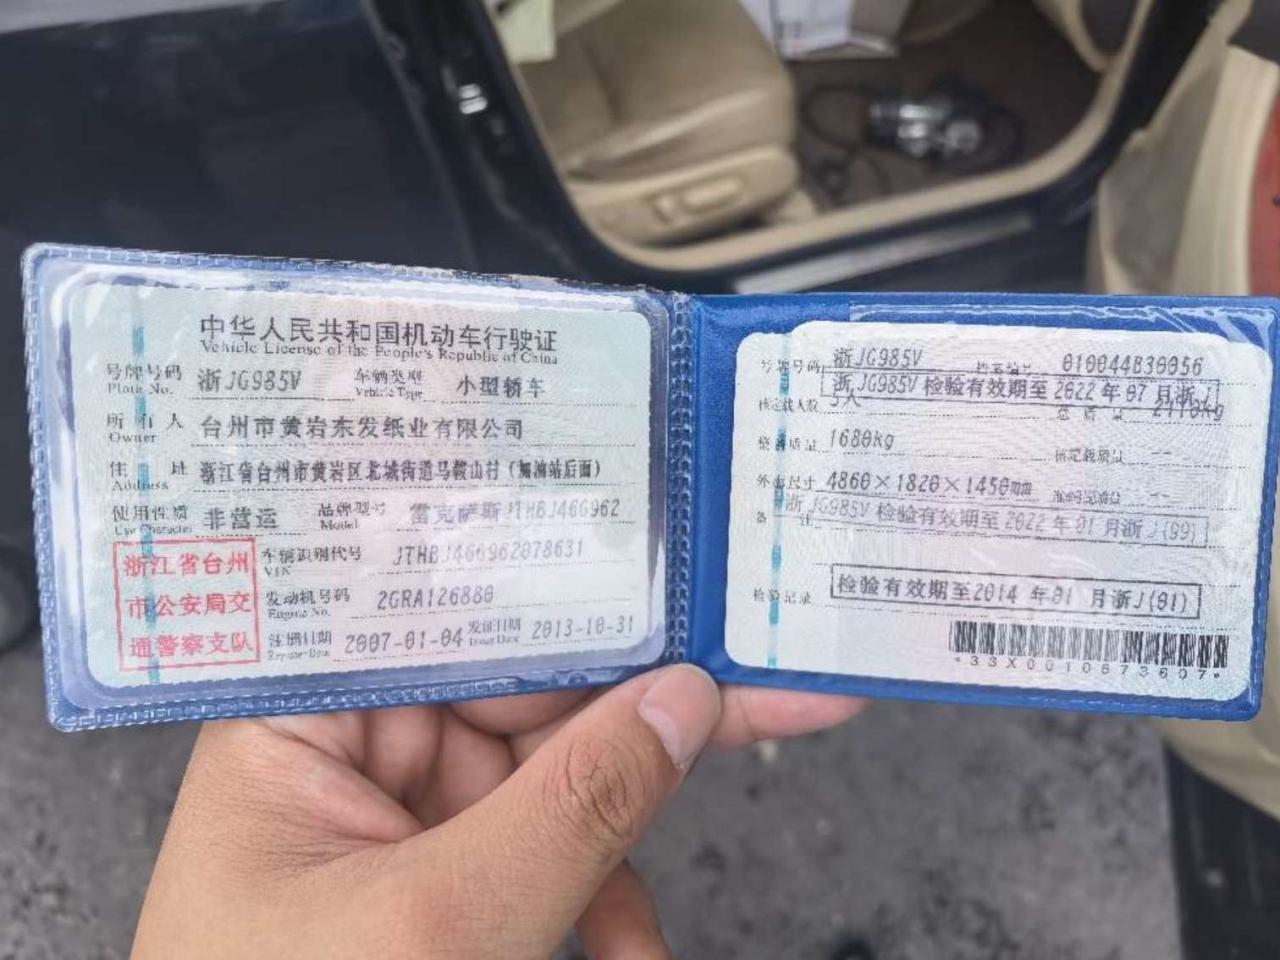 中华人民共和国机动车行驶证
Vehicle License of the People's Republic of China
号牌号码 浙JG985V 车辆类型 小型轿车
Plate No. Vehicle Type
所有人 台州市黄岩东发纸业有限公司
Owner
住址 浙江省台州市黄岩区北城街道马鞍山村（加油站后面）
Address
使用性质 非营运 品牌型号 雷克萨斯JTHBJ466962
Use Character Model
浙江省台州
市公安局交
通警察支队
车辆识别代号 JTHBJ466962078631
VIN
发动机号码 2GRA126880
Engine No.
注册日期 2007-01-04 发证日期 2013-10-31
Register Date Issue Date
号牌号码 浙JG985V 档案编号 010044830056
浙JG985V 检验有效期至2022年07月浙J
核定载人数 5人 总质量 2110kg
整备质量 1680kg 核定载质量 --
外廓尺寸 4860×1820×1450mm 准牵引总质量 --
备注 浙JG985V 检验有效期至2022年01月浙J(99)
检验记录 检验有效期至2014年01月浙J(01)
*33X0010673607*